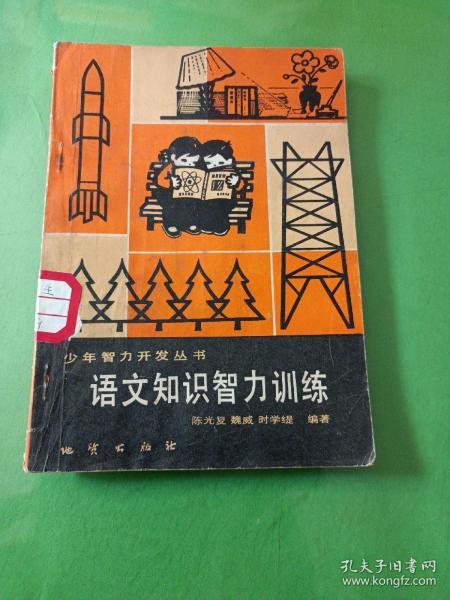 少年智力开发丛书
语文知识智力训练
陈光夏 魏威 时学缇 编著
地质出版社
孔夫子旧书网
www.kongfz.com